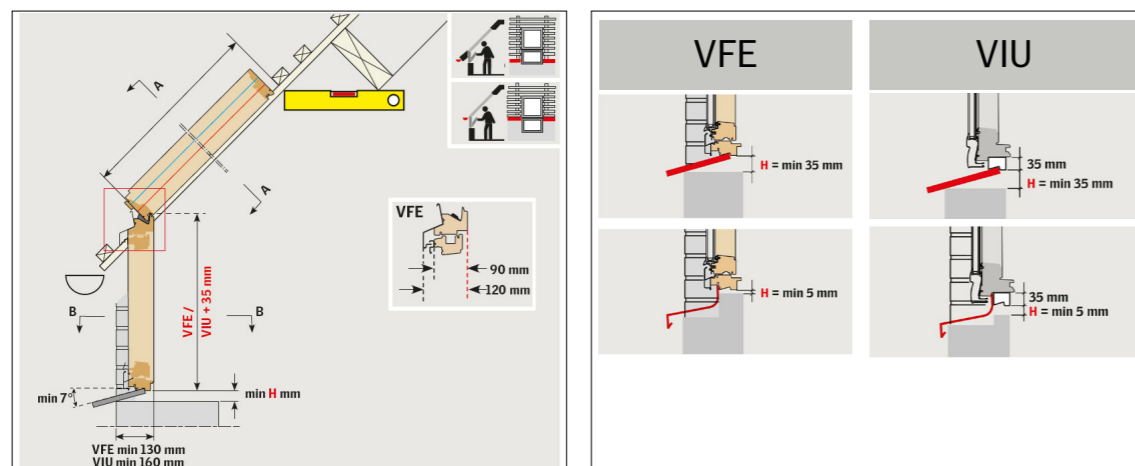 A
A
VFE
90 mm
120 mm
VFE /
VIU + 35 mm
B
B
min 7°
min H mm
VFE min 130 mm
VIU min 160 mm
VFE
VIU
H = min 35 mm
35 mm
H = min 35 mm
H = min 5 mm
35 mm
H = min 5 mm